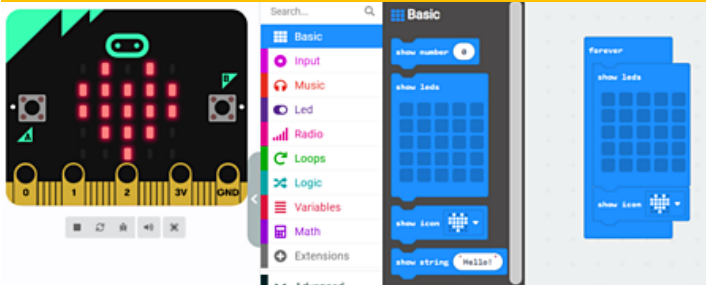 B
A
0
1
2
3V
GND
Search...
Basic
Input
Music
Led
Radio
Loops
Logic
Variables
Math
Extensions
Advanced
Basic
show number 0
show leds
show icon
show string "Hello!"
forever
show leds
show icon